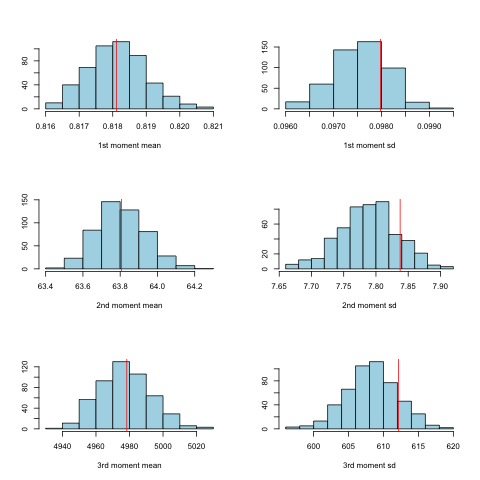 0 40 80
0.816 0.817 0.818 0.819 0.820 0.821
1st moment mean
0 50 100 150
0.0960 0.0970 0.0980 0.0990
1st moment sd
0 50 100 150
63.4 63.6 63.8 64.0 64.2
2nd moment mean
0 20 60
7.65 7.70 7.75 7.80 7.85 7.90
2nd moment sd
0 40 80 120
4940 4960 4980 5000 5020
3rd moment mean
0 40 80
600 605 610 615 620
3rd moment sd